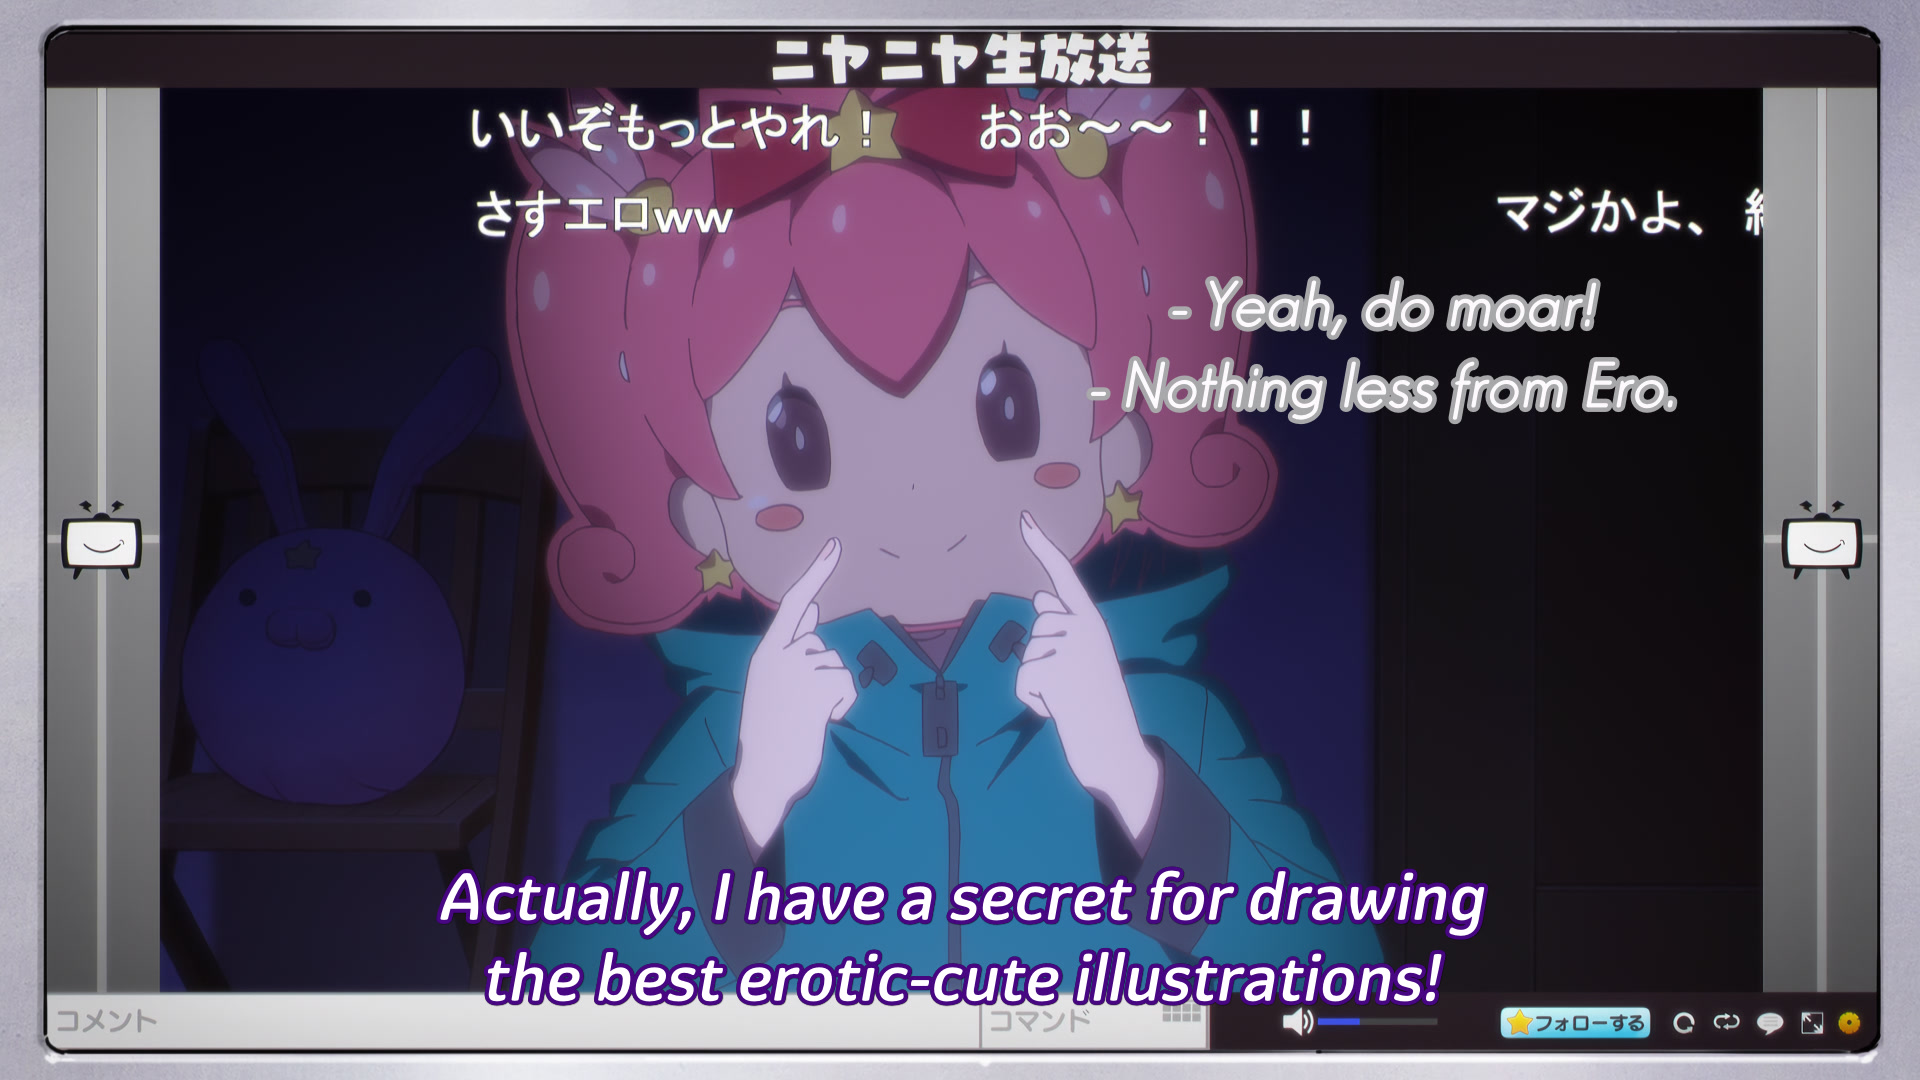 ニヤニヤ生放送
いいぞもっとやれ！　おお〜〜！！！
さすエロww　マジかよ、
- Yeah, do moar!
- Nothing less from Ero.
Actually, I have a secret for drawing
the best erotic-cute illustrations!
コメント　コマンド　フォローする